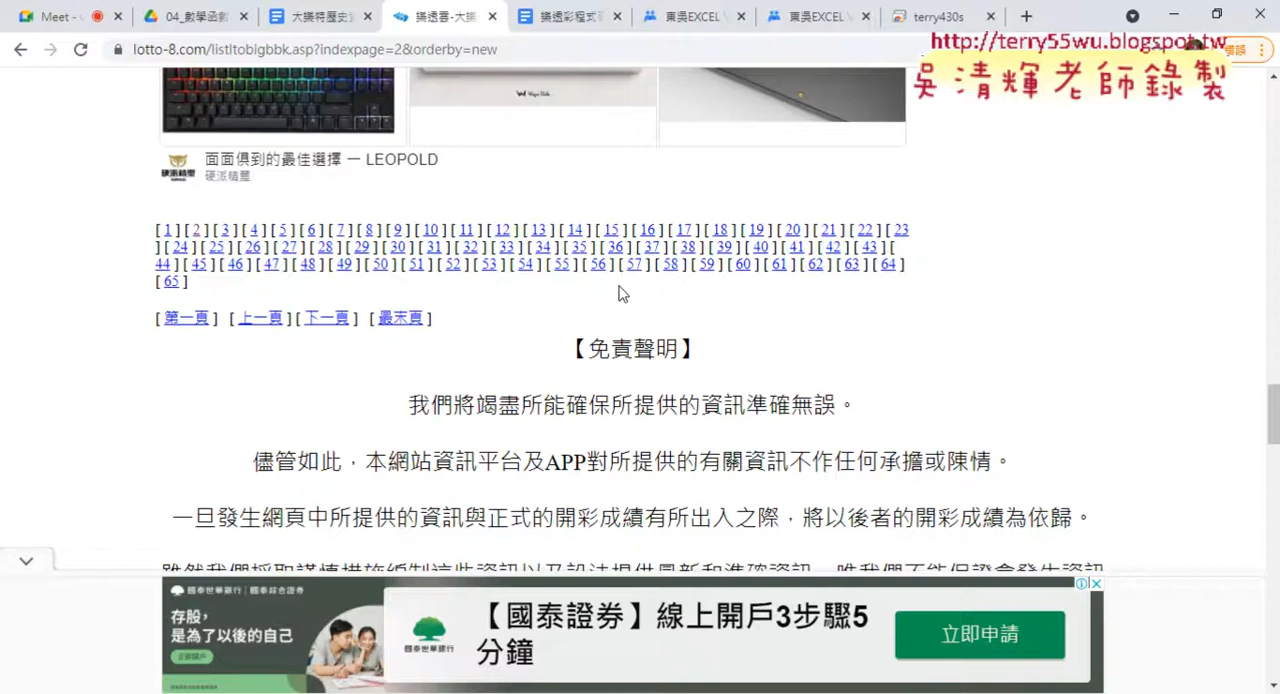 Meet -
04_數學函數
大樂特歷史
樂透雲-大樂
樂透彩程式
東吳EXCEL V
東吳EXCEL V
terry430s
lotto-8.com/listltobigbbk.asp?indexpage=2&orderby=new
http://terry55wu.blogspot.tw
吳清輝老師錄製
面面俱到的最佳選擇 — LEOPOLD
硬派精璽
[ 1 ] [ 2 ] [ 3 ] [ 4 ] [ 5 ] [ 6 ] [ 7 ] [ 8 ] [ 9 ] [ 10 ] [ 11 ] [ 12 ] [ 13 ] [ 14 ] [ 15 ] [ 16 ] [ 17 ] [ 18 ] [ 19 ] [ 20 ] [ 21 ] [ 22 ] [ 23
] [ 24 ] [ 25 ] [ 26 ] [ 27 ] [ 28 ] [ 29 ] [ 30 ] [ 31 ] [ 32 ] [ 33 ] [ 34 ] [ 35 ] [ 36 ] [ 37 ] [ 38 ] [ 39 ] [ 40 ] [ 41 ] [ 42 ] [ 43 ] [
44 ] [ 45 ] [ 46 ] [ 47 ] [ 48 ] [ 49 ] [ 50 ] [ 51 ] [ 52 ] [ 53 ] [ 54 ] [ 55 ] [ 56 ] [ 57 ] [ 58 ] [ 59 ] [ 60 ] [ 61 ] [ 62 ] [ 63 ] [ 64 ]
[ 65 ]
[ 第一頁 ] [ 上一頁 ] [ 下一頁 ] [ 最末頁 ]
【免責聲明】
我們將竭盡所能確保所提供的資訊準確無誤。
儘管如此，本網站資訊平台及APP對所提供的有關資訊不作任何承擔或陳情。
一旦發生網頁中所提供的資訊與正式的開彩成績有所出入之際，將以後者的開彩成績為依歸。
國泰世華銀行 | 國泰綜合證券
存股，
是為了以後的自己
國泰世華銀行
【國泰證券】線上開戶3步驟5
分鐘
立即申請